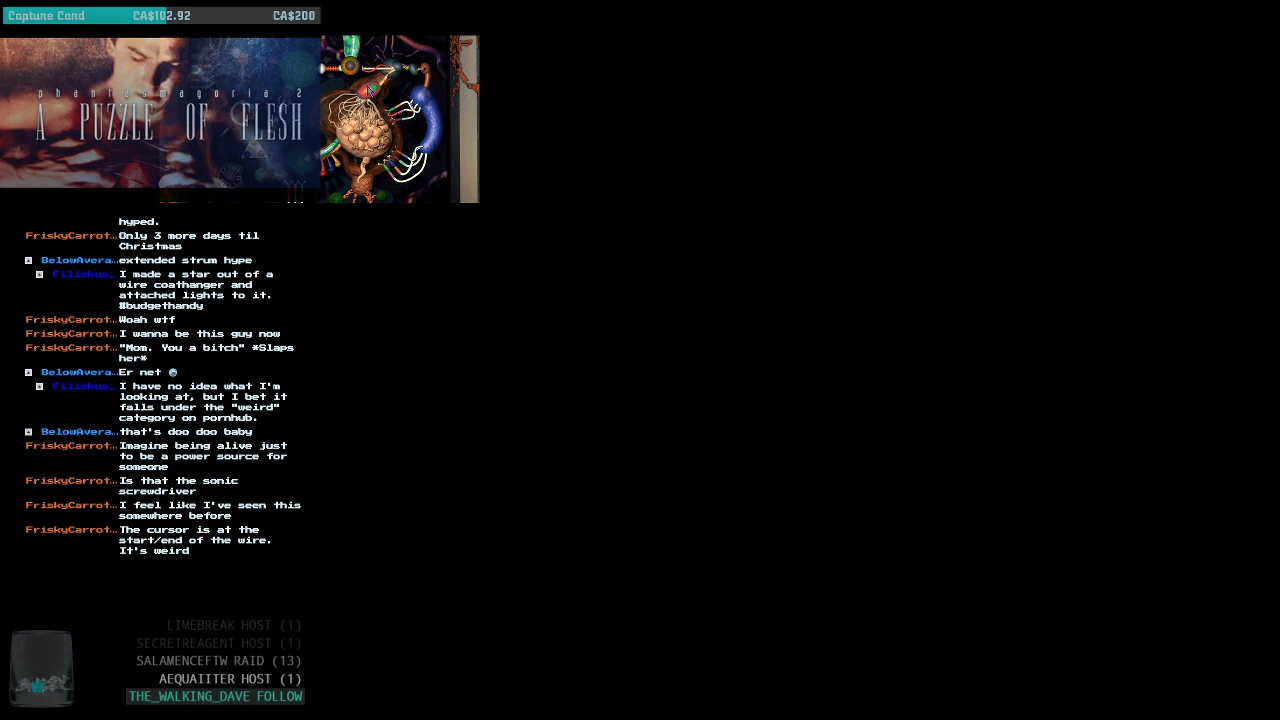 Capture Card CA$102.92 CA$200
phantasmagoria 2
A PUZZLE OF FLESH
hyped.
FriskyCarrot… Only 3 more days til
Christmas
BelowAvera… extended strum hype
Filiokus_ I made a star out of a
wire coathanger and
attached lights to it.
#budgethandy
FriskyCarrot… Woah wtf
FriskyCarrot… I wanna be this guy now
FriskyCarrot… "Mom. You a bitch" *Slaps
her*
BelowAvera… Er net
Filiokus_ I have no idea what I'm
looking at, but I bet it
falls under the "weird"
category on pornhub.
BelowAvera… that's doo doo baby
FriskyCarrot… Imagine being alive just
to be a power source for
someone
FriskyCarrot… Is that the sonic
screwdriver
FriskyCarrot… I feel like I've seen this
somewhere before
FriskyCarrot… The cursor is at the
start/end of the wire.
It's weird
LIMEBREAK HOST (1)
SECRETREAGENT HOST (1)
SALAMENCEFTW RAID (13)
AEQUAIITER HOST (1)
THE_WALKING_DAVE FOLLOW